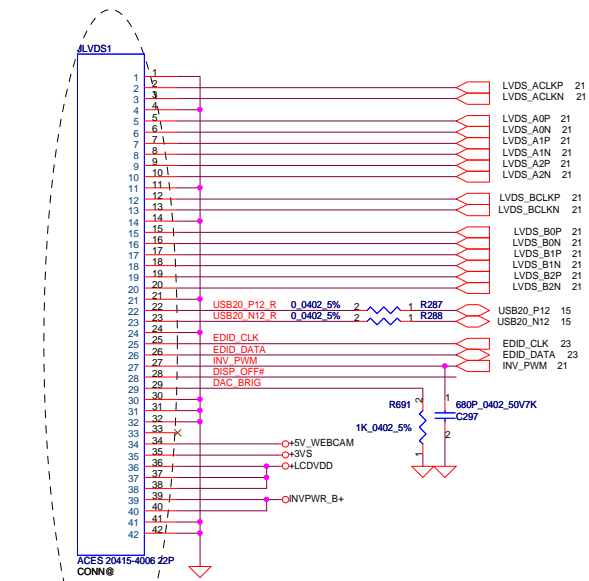 JLVDS1
1 1
2 2 LVDS_ACLKP 21
3 3 LVDS_ACLKN 21
4 4
5 5 LVDS_A0P 21
6 6 LVDS_A0N 21
7 7 LVDS_A1P 21
8 8 LVDS_A1N 21
9 9 LVDS_A2P 21
10 10 LVDS_A2N 21
11 11
12 12 LVDS_BCLKP 21
13 13 LVDS_BCLKN 21
14 14
15 15 LVDS_B0P 21
16 16 LVDS_B0N 21
17 17 LVDS_B1P 21
18 18 LVDS_B1N 21
19 19 LVDS_B2P 21
20 20 LVDS_B2N 21
21 21
22 22 USB20_P12_R 0_0402_5% 2 1 R287 USB20_P12 15
23 23 USB20_N12_R 0_0402_5% 2 1 R288 USB20_N12 15
24 24
25 25 EDID_CLK EDID_CLK 23
26 26 EDID_DATA EDID_DATA 23
27 27 INV_PWM INV_PWM 21
28 28 DISP_OFF#
29 29 DAC_BRIG
30 30
31 31
32 32
33 33
34 34 +5V_WEBCAM
35 35 +3VS
36 36 +LCDVDD
37 37
38 38
39 39 INVPWR_B+
40 40
41 41
42 42
R691 2
1K_0402_5%
1
1 680P_0402_50V7K
C297
2
ACES 20415-4006 22P
CONN@